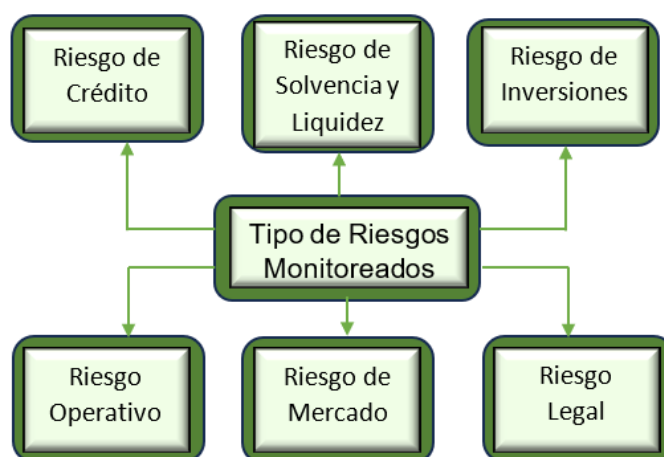 Riesgo de
Crédito
Riesgo de
Solvencia y
Liquidez
Riesgo de
Inversiones
Tipo de Riesgos
Monitoreados
Riesgo
Operativo
Riesgo de
Mercado
Riesgo
Legal